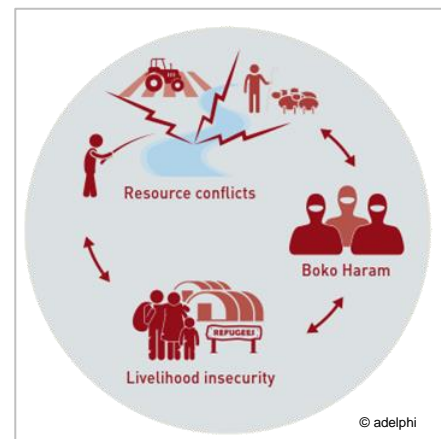 Resource conflicts
Boko Haram
REFUGEES
Livelihood insecurity
© adelphi